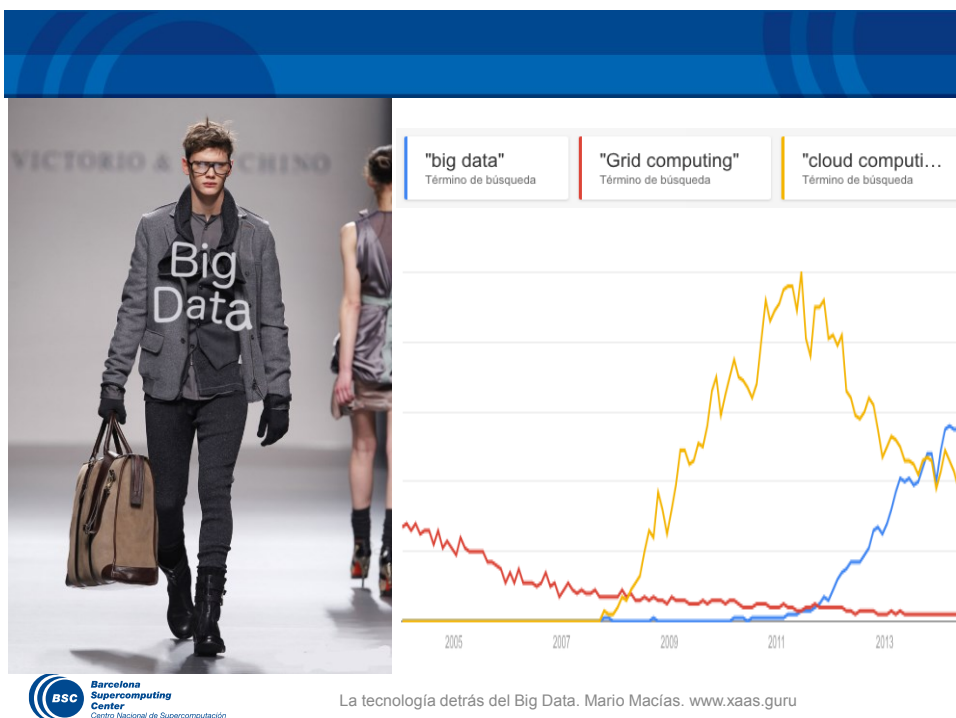 VICTORIO & 
Big
Data
"big data"
Término de búsqueda
"Grid computing"
Término de búsqueda
"cloud computi…
Término de búsqueda
2005
2007
2009
2011
2013
BSC
Barcelona
Supercomputing
Center
Centro Nacional de Supercomputación
La tecnología detrás del Big Data. Mario Macías. www.xaas.guru